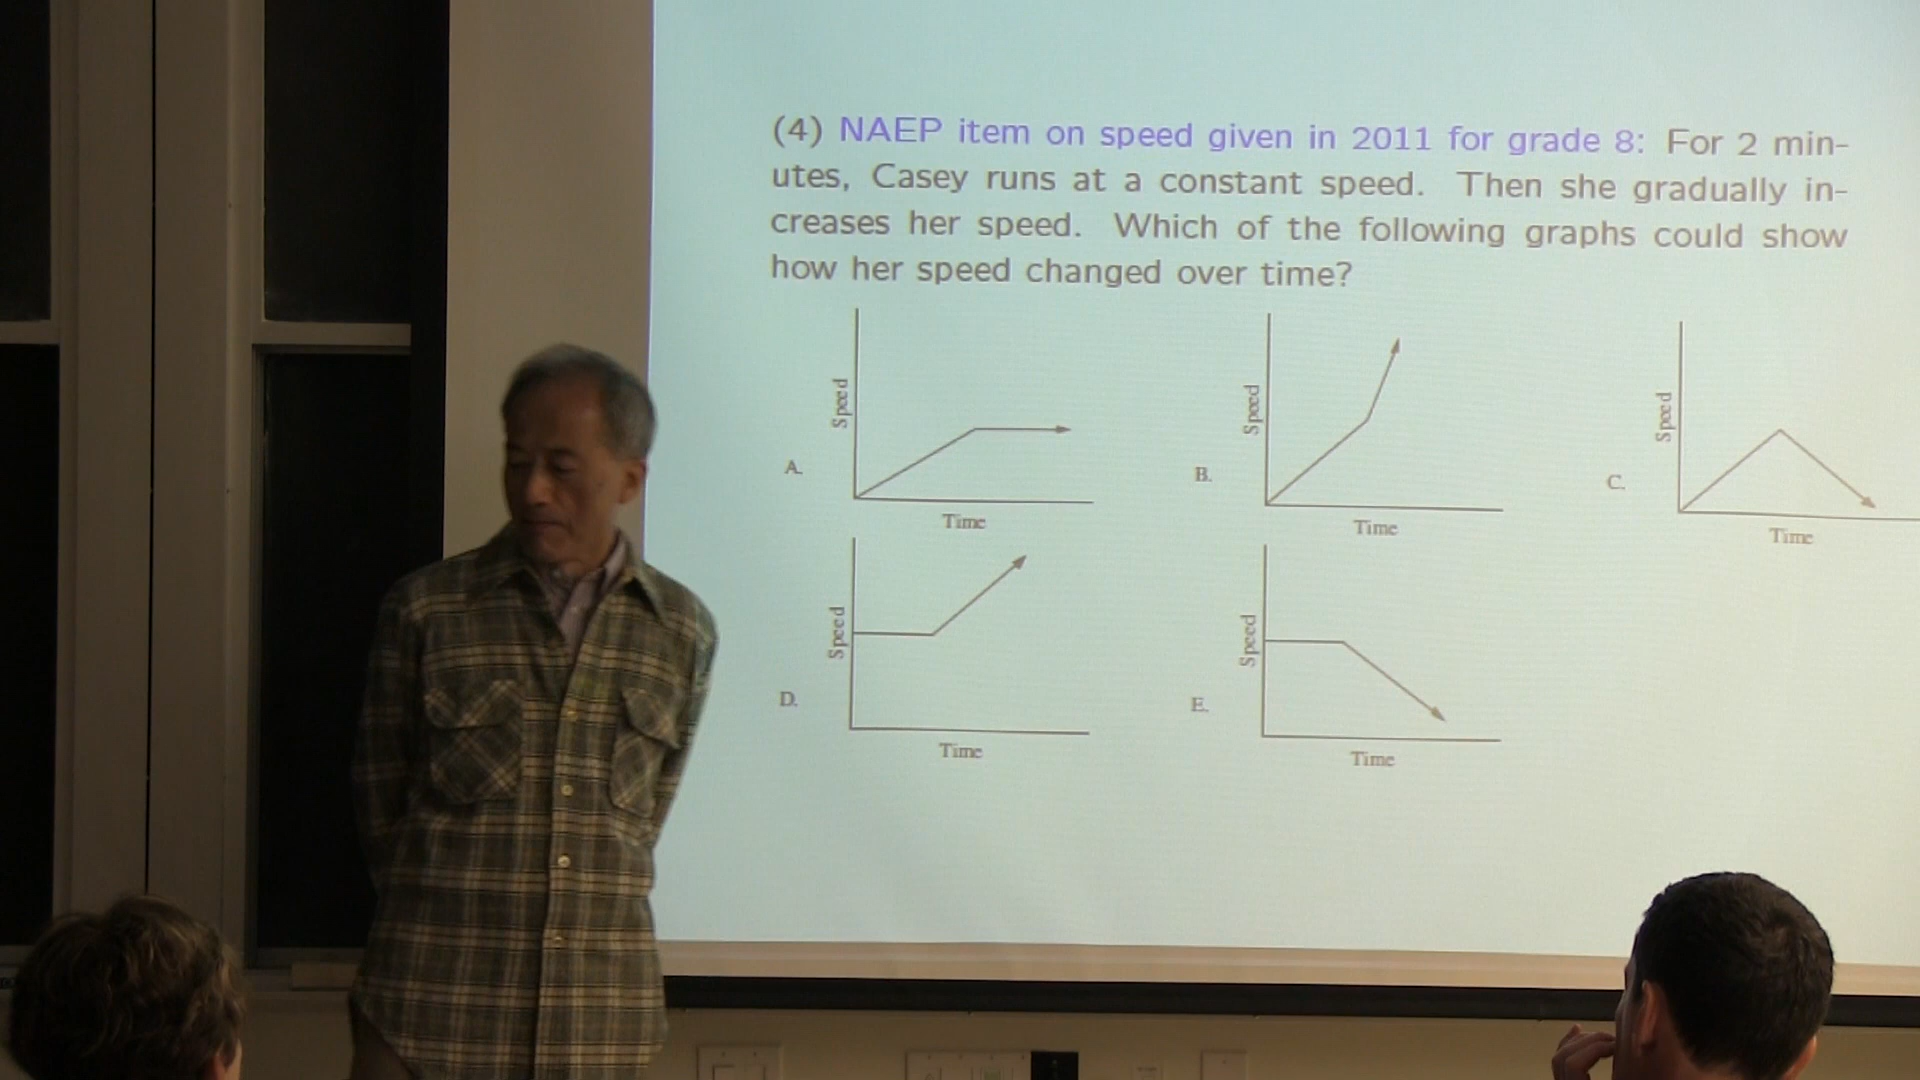 (4) NAEP item on speed given in 2011 for grade 8: For 2 min-
utes, Casey runs at a constant speed. Then she gradually in-
creases her speed. Which of the following graphs could show
how her speed changed over time?
A.
Speed
Time
B.
Speed
Time
C.
Speed
Time
D.
Speed
Time
E.
Speed
Time